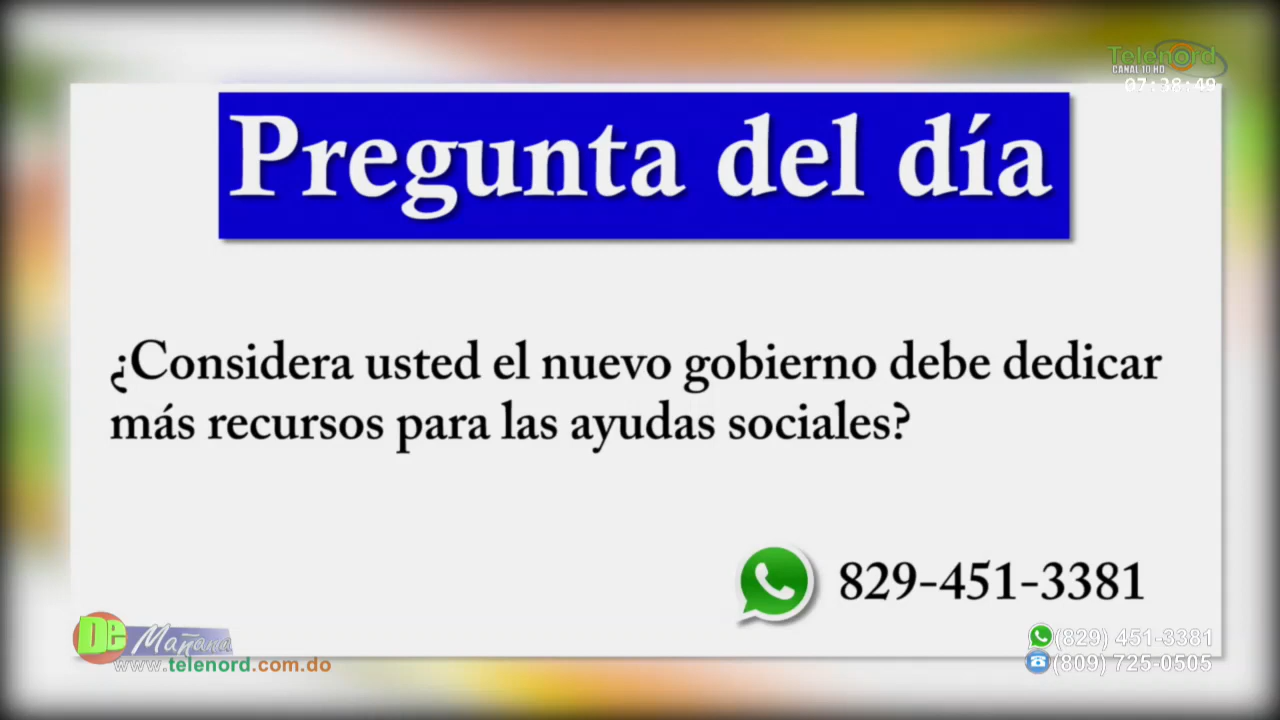 Telenord
CANAL 10 HD
07:38:49
Pregunta del día
¿Considera usted el nuevo gobierno debe dedicar
más recursos para las ayudas sociales?
829-451-3381
De Mañana
www.telenord.com.do
(829) 451-3381
(809) 725-0505